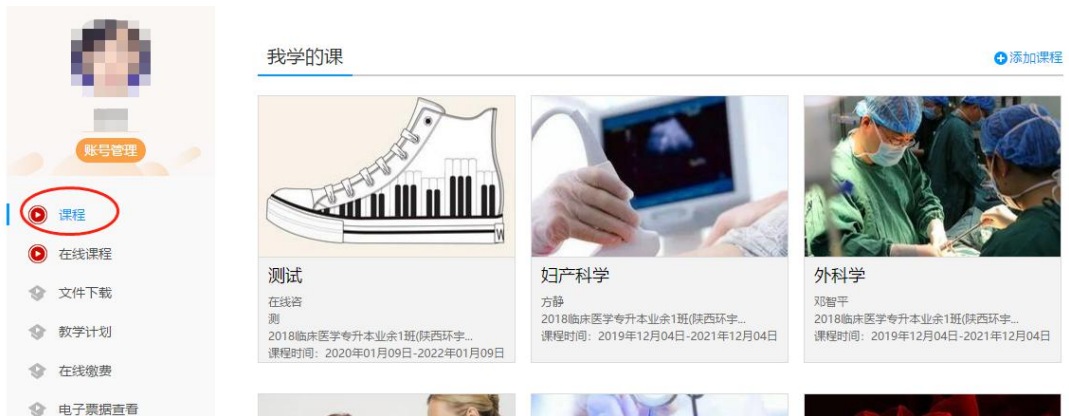 账号管理
课程
在线课程
文件下载
教学计划
在线缴费
电子票据查看
我学的课
添加课程
测试
在线咨
测
2018临床医学专升本业余1班(陕西环宇...
课程时间：2020年01月09日-2022年01月09日
妇产科学
方静
2018临床医学专升本业余1班(陕西环宇...
课程时间：2019年12月04日-2021年12月04日
外科学
邓智平
2018临床医学专升本业余1班(陕西环宇...
课程时间：2019年12月04日-2021年12月04日